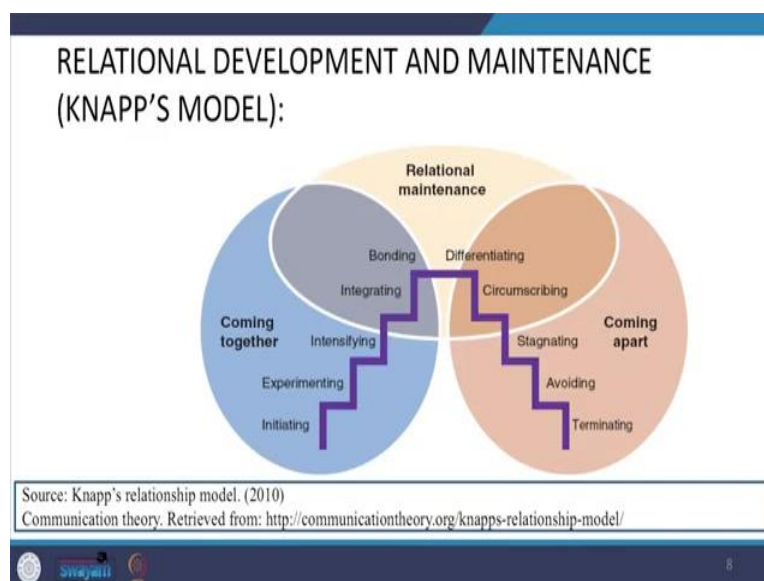 RELATIONAL DEVELOPMENT AND MAINTENANCE
(KNAPP'S MODEL):
Relational
maintenance
Bonding
Differentiating
Integrating
Circumscribing
Coming
together
Intensifying
Stagnating
Coming
apart
Experimenting
Avoiding
Initiating
Terminating
Source: Knapp's relationship model. (2010)
Communication theory. Retrieved from: http://communicationtheory.org/knapps-relationship-model/
swayam
8